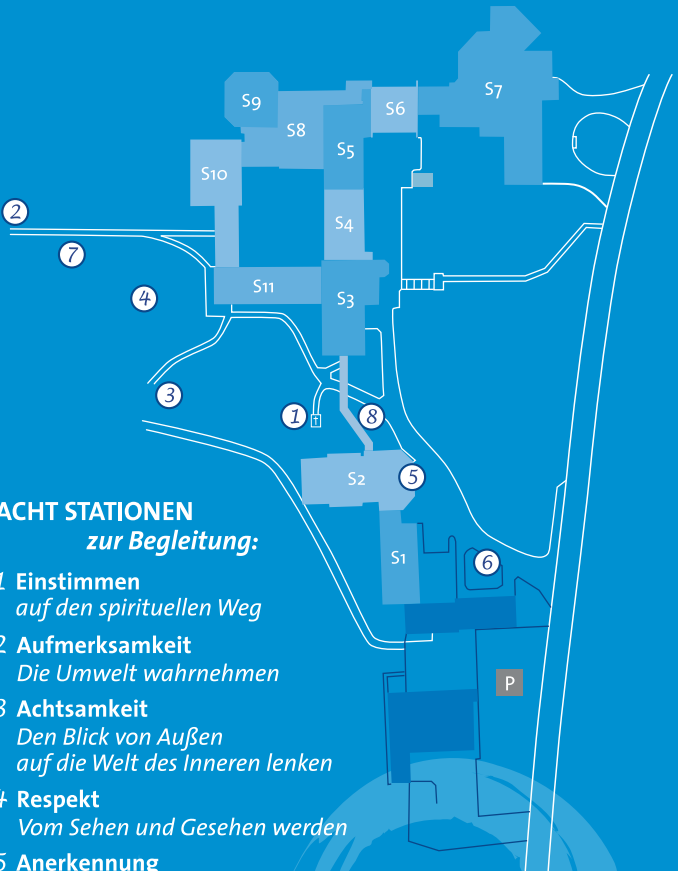 S7
S9
S6
S8
S5
S10
2
S4
7
4
S11
S3
3
1
8
S2
5
ACHT STATIONEN
zur Begleitung:
S1
6
1 Einstimmen
auf den spirituellen Weg
2 Aufmerksamkeit
Die Umwelt wahrnehmen
P
3 Achtsamkeit
Den Blick von Außen
auf die Welt des Inneren lenken
4 Respekt
Vom Sehen und Gesehen werden
5 Anerkennung